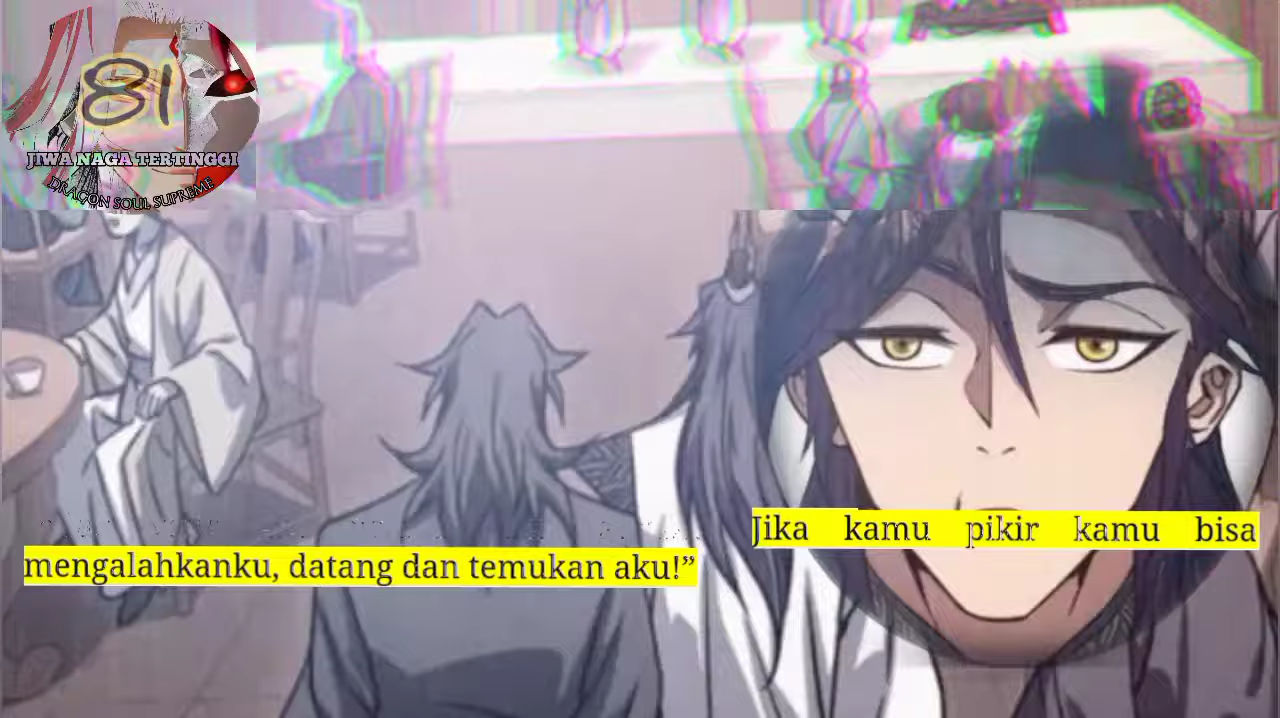 81
JIWA NAGA TERTINGGI
DRAGON SOUL SUPREME
Jika kamu pikir kamu bisa
mengalahkanku, datang dan temukan aku!”